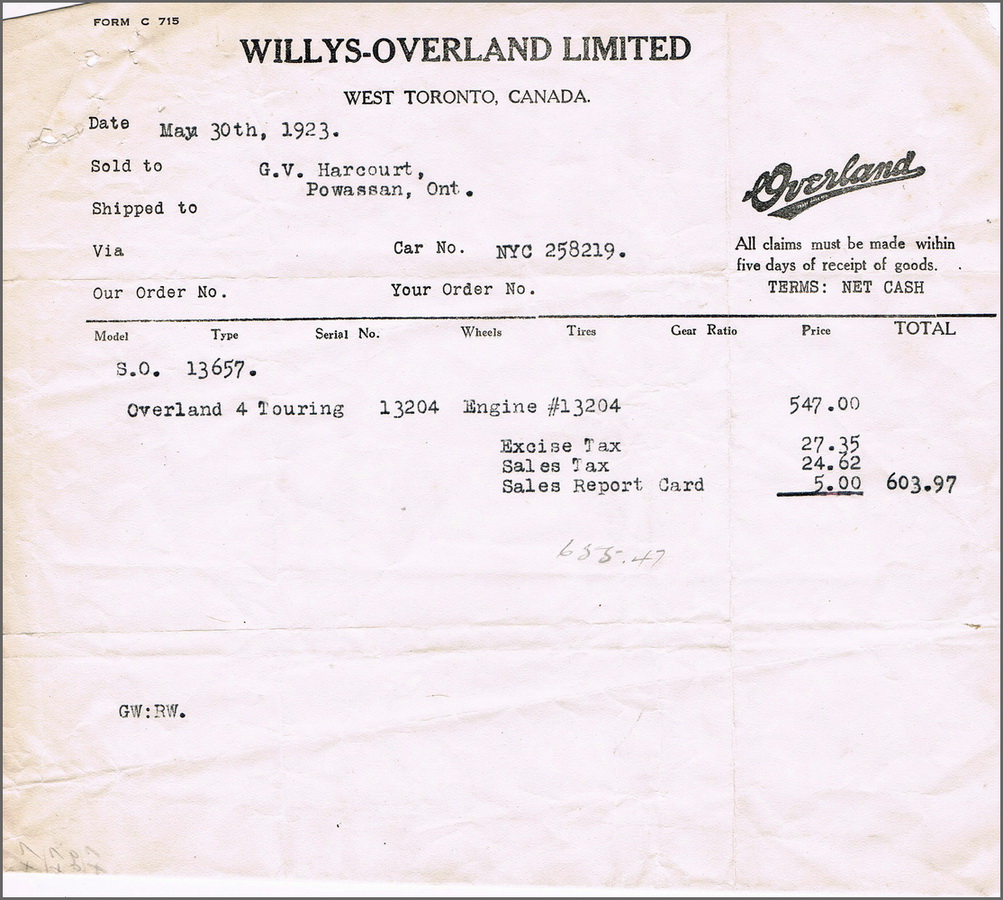 FORM C 715
WILLYS-OVERLAND LIMITED
WEST TORONTO, CANADA.
Date May 30th, 1923.
Sold to G.V. Harcourt,
Powassan, Ont.
Shipped to
Overland
Via Car No. NYC 258219.
All claims must be made within
five days of receipt of goods.
TERMS: NET CASH
Our Order No. Your Order No.
Model Type Serial No. Wheels Tires Gear Ratio Price TOTAL
S.O. 13657.
Overland 4 Touring 13204 Engine #13204 547.00
Excise Tax 27.35
Sales Tax 24.62
Sales Report Card 5.00 603.97
655.47
GW:RW.